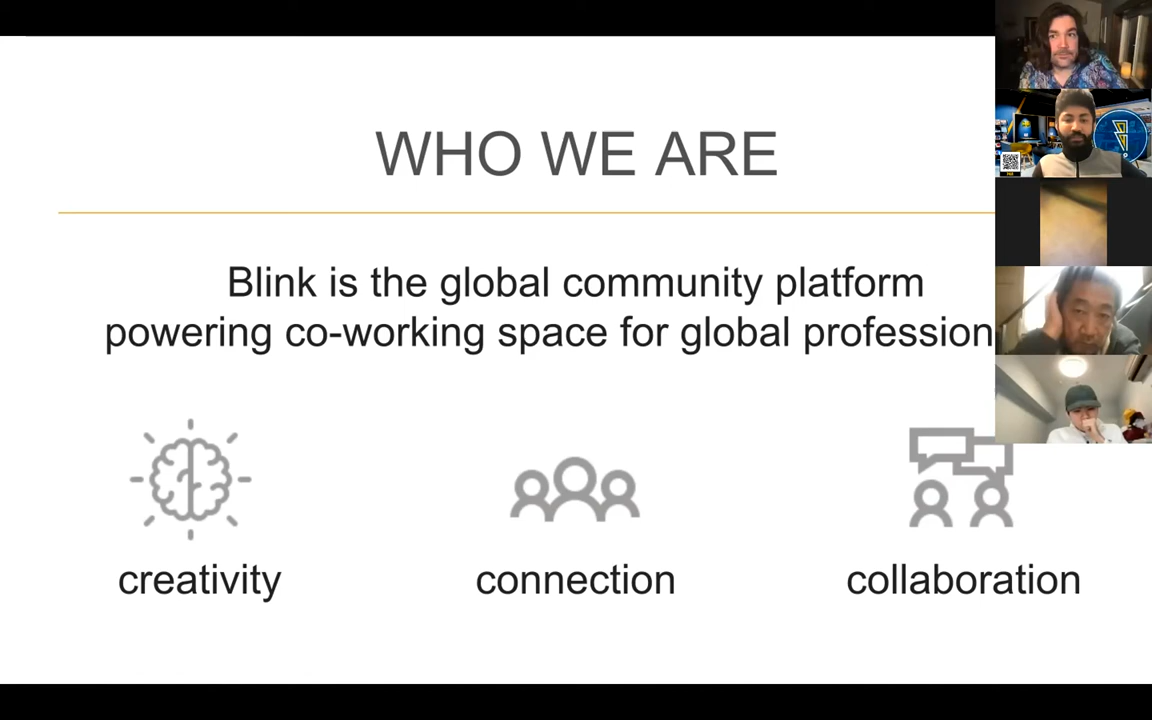 WHO WE ARE
Blink is the global community platform
powering co-working space for global profession
creativity
connection
collaboration